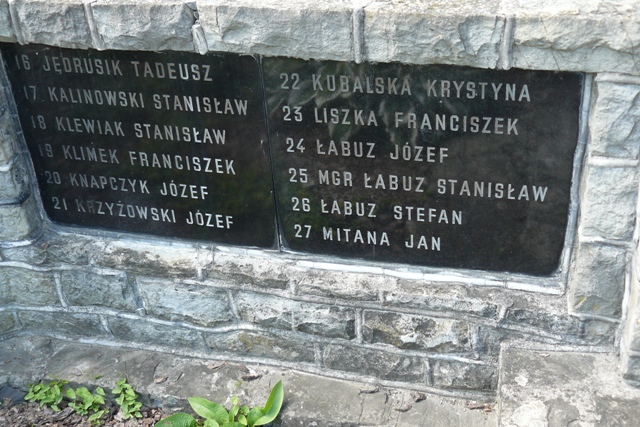 16 JĘDRUSIK TADEUSZ
17 KALINOWSKI STANISŁAW
18 KLEWIAK STANISŁAW
19 KLIMEK FRANCISZEK
20 KNAPCZYK JÓZEF
21 KRZYŻOWSKI JÓZEF
22 KUBALSKA KRYSTYNA
23 LISZKA FRANCISZEK
24 ŁABUZ JÓZEF
25 MGR ŁABUZ STANISŁAW
26 ŁABUZ STEFAN
27 MITANA JAN